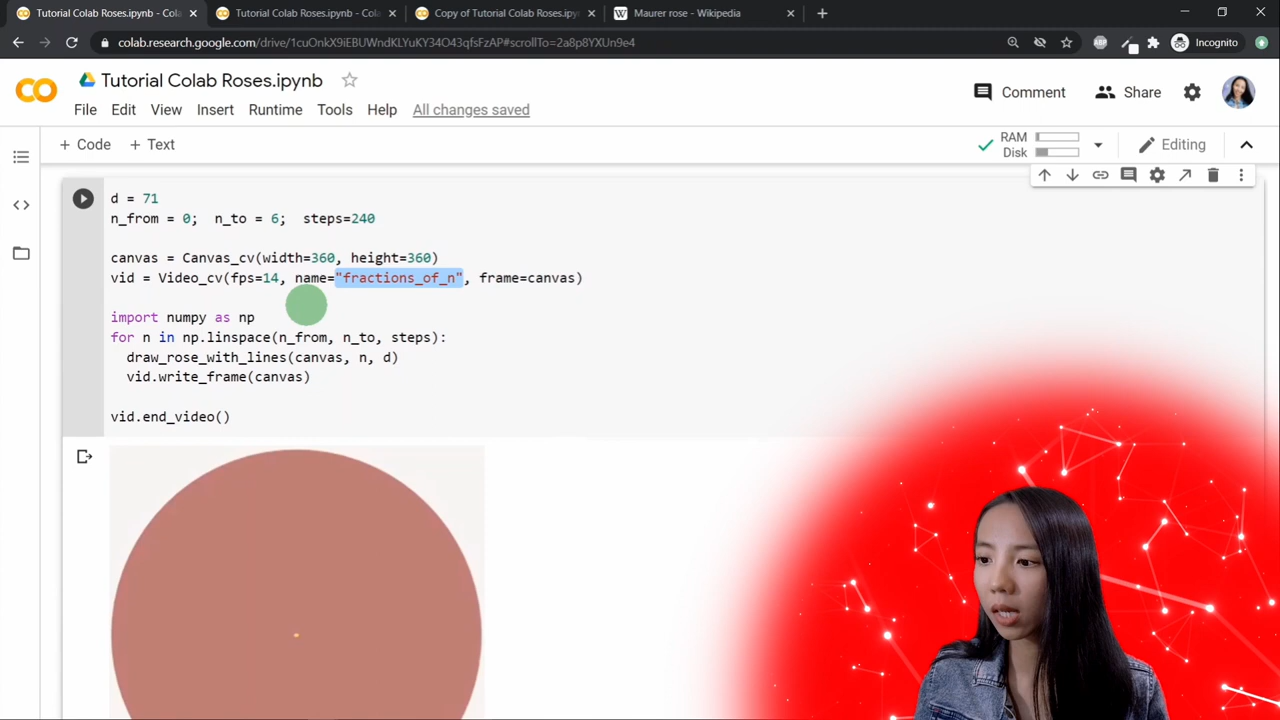 Tutorial Colab Roses.ipynb - Cola
Tutorial Colab Roses.ipynb - Cola
Copy of Tutorial Colab Roses.ipyn
Maurer rose - Wikipedia
colab.research.google.com/drive/1cuOnkX9iEBUWndKLYuKY34O43qfsFzAP#scrollTo=2a8p8YXUn9e4
ABP
Incognito
Tutorial Colab Roses.ipynb
File Edit View Insert Runtime Tools Help All changes saved
Comment
Share
+ Code + Text
RAM
Disk
Editing
d = 71
n_from = 0; n_to = 6; steps=240
canvas = Canvas_cv(width=360, height=360)
vid = Video_cv(fps=14, name="fractions_of_n", frame=canvas)
import numpy as np
for n in np.linspace(n_from, n_to, steps):
draw_rose_with_lines(canvas, n, d)
vid.write_frame(canvas)
vid.end_video()